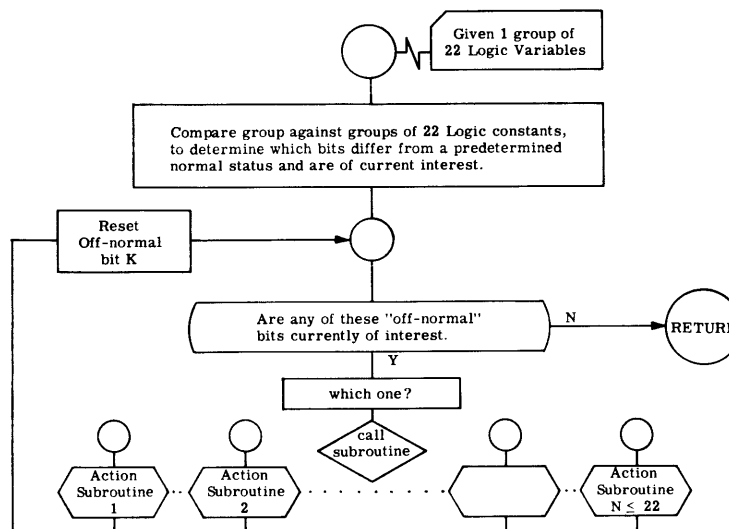 Given 1 group of
22 Logic Variables
Compare group against groups of 22 Logic constants,
to determine which bits differ from a predetermined
normal status and are of current interest.
Reset
Off-normal
bit K
Are any of these "off-normal"
bits currently of interest.
N
RETURN
Y
which one?
call
subroutine
Action
Subroutine
1
Action
Subroutine
2
Action
Subroutine
N ≤ 22